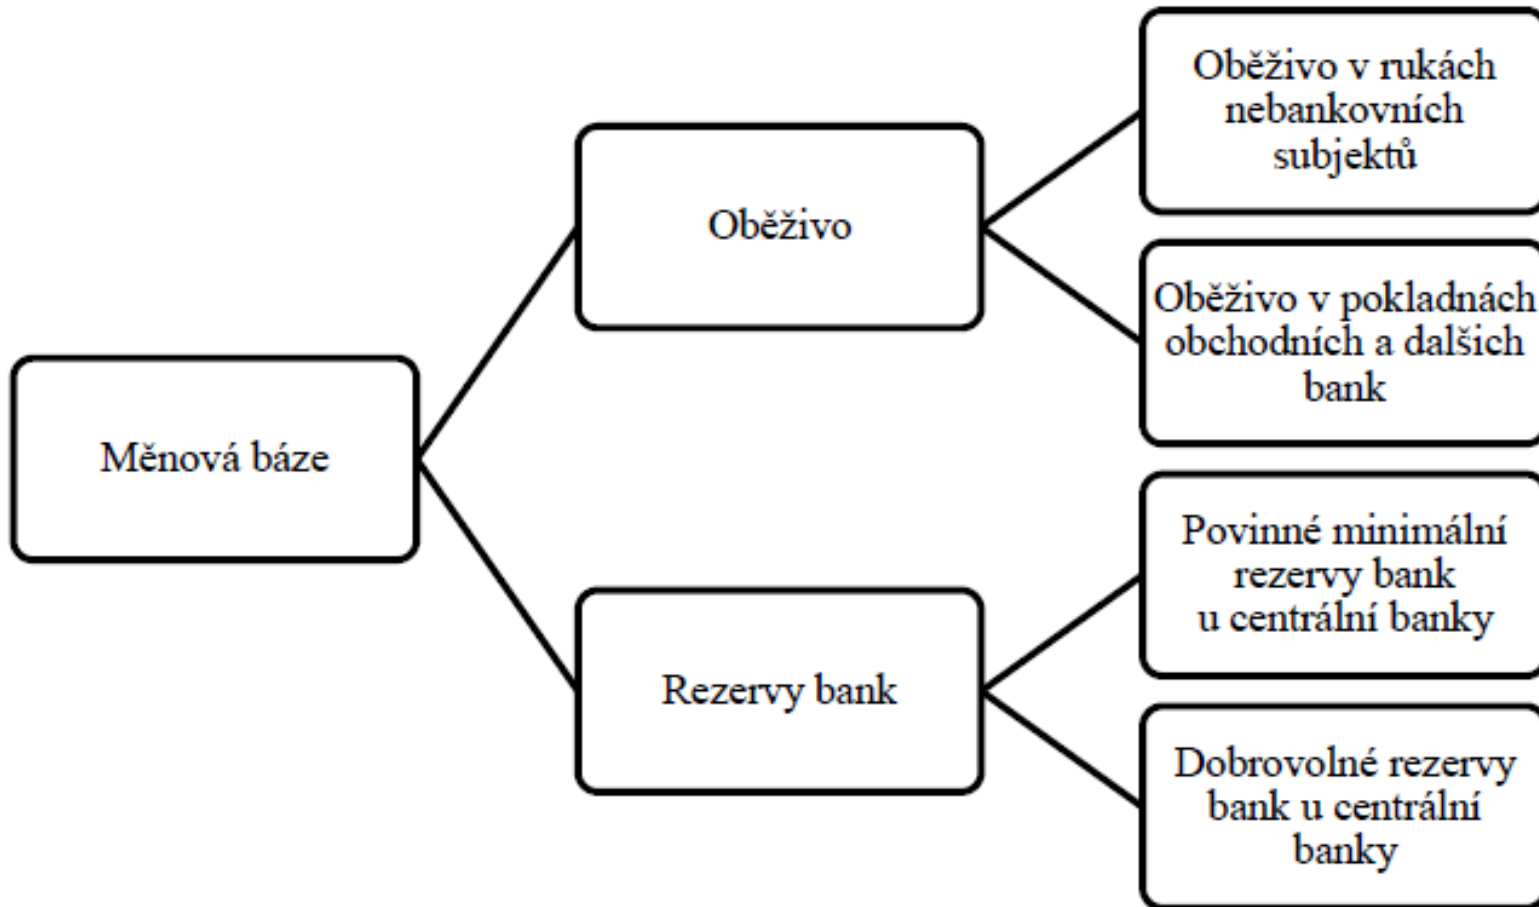 Měnová báze
Oběživo
Rezervy bank
Oběživo v rukách
nebankovních
subjektů
Oběživo v pokladnách
obchodních a dalšich
bank
Povinné minimální
rezervy bank
u centrální banky
Dobrovolné rezervy
bank u centrální
banky